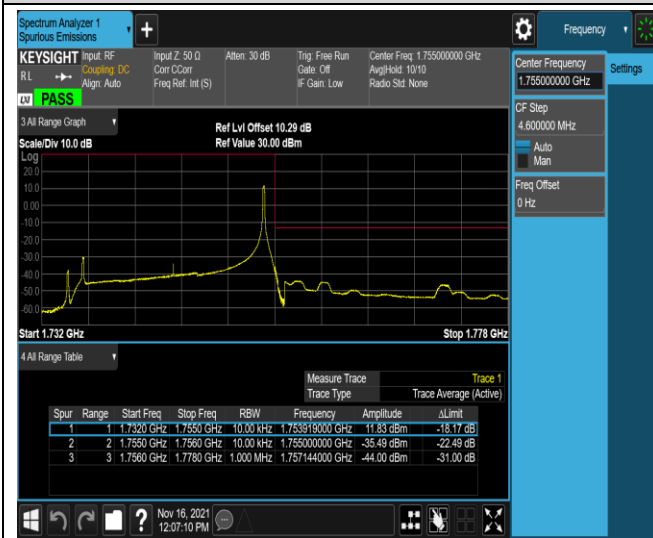 Spectrum Analyzer 1
Spurious Emissions
Frequency
KEYSIGHT Input: RF Input Z: 50 Ω Atten: 30 dB Trig: Free Run Center Freq: 1.755000000 GHz
RL Coupling: DC Corr CCorr Gate: Off Avg|Hold: 10/10
Align: Auto Freq Ref: Int (S) IF Gain: Low Radio Std: None
LXI PASS
Center Frequency
1.755000000 GHz
Settings
CF Step
4.600000 MHz
Auto
Man
Freq Offset
0 Hz
3 All Range Graph
Ref Lvl Offset 10.29 dB
Scale/Div 10.0 dB Ref Value 30.00 dBm
Log
20.0
10.0
0.00
-10.0
-20.0
-30.0
-40.0
-50.0
-60.0
Start 1.732 GHz Stop 1.778 GHz
4 All Range Table
Measure Trace Trace 1
Trace Type Trace Average (Active)
Spur Range Start Freq Stop Freq RBW Frequency Amplitude ΔLimit
1 1 1.7320 GHz 1.7550 GHz 10.00 kHz 1.753919000 GHz 11.83 dBm -18.17 dB
2 2 1.7550 GHz 1.7560 GHz 10.00 kHz 1.755000000 GHz -35.49 dBm -22.49 dB
3 3 1.7560 GHz 1.7780 GHz 1.000 MHz 1.757144000 GHz -44.00 dBm -31.00 dB
Nov 16, 2021
12:07:10 PM